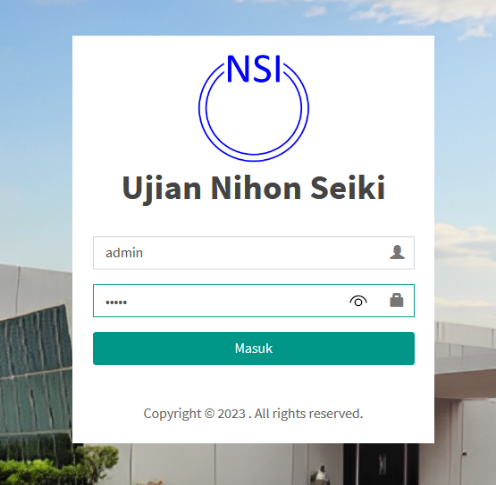 NSI
Ujian Nihon Seiki
admin
•••••
Masuk
Copyright © 2023 . All rights reserved.